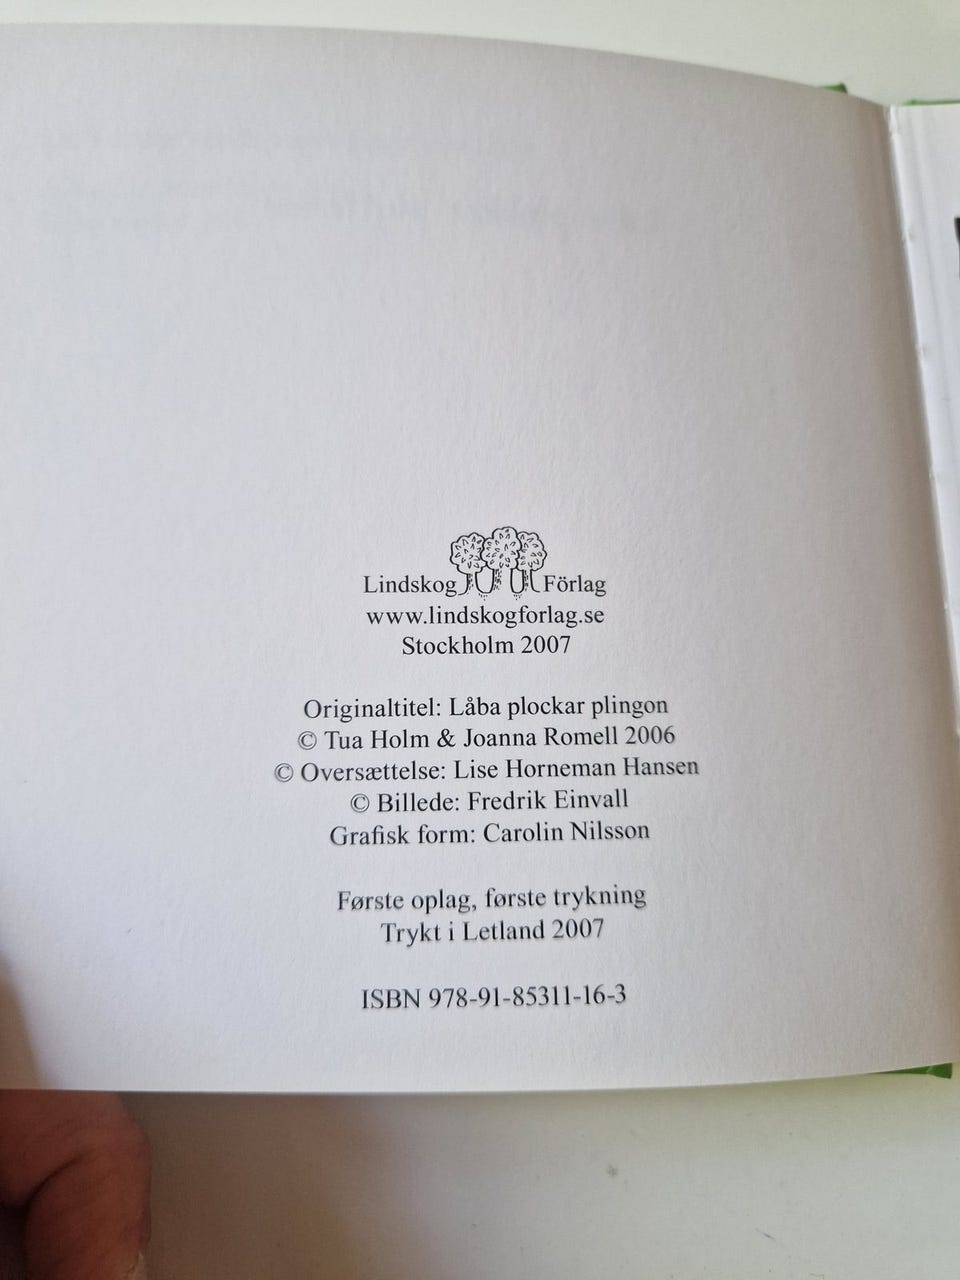 Lindskog Förlag
www.lindskogforlag.se
Stockholm 2007
Originaltitel: Låba plockar plingon
© Tua Holm & Joanna Romell 2006
© Oversættelse: Lise Horneman Hansen
© Billede: Fredrik Einvall
Grafisk form: Carolin Nilsson
Første oplag, første trykning
Trykt i Letland 2007
ISBN 978-91-85311-16-3